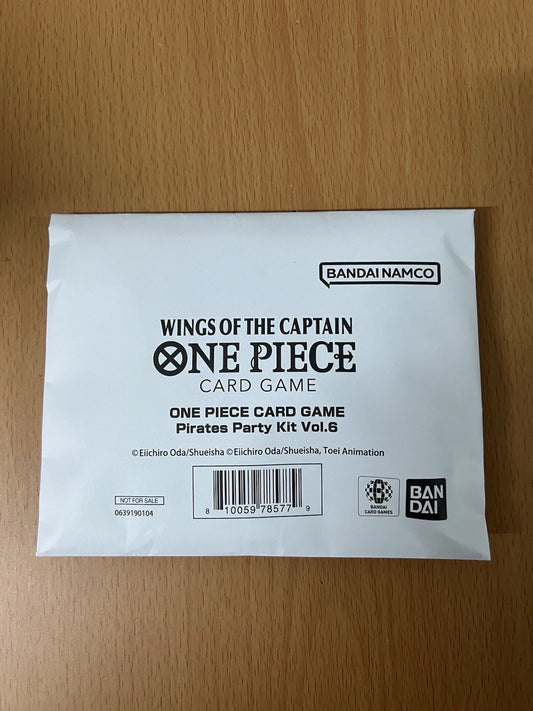 BANDAI NAMCO
WINGS OF THE CAPTAIN
ONE PIECE
CARD GAME
ONE PIECE CARD GAME
Pirates Party Kit Vol.6
©Eiichiro Oda/Shueisha ©Eiichiro Oda/Shueisha, Toei Animation
NOT FOR SALE
0639190104
8 10059 78577 9
BANDAI
CARD GAMES
BAN
DAI